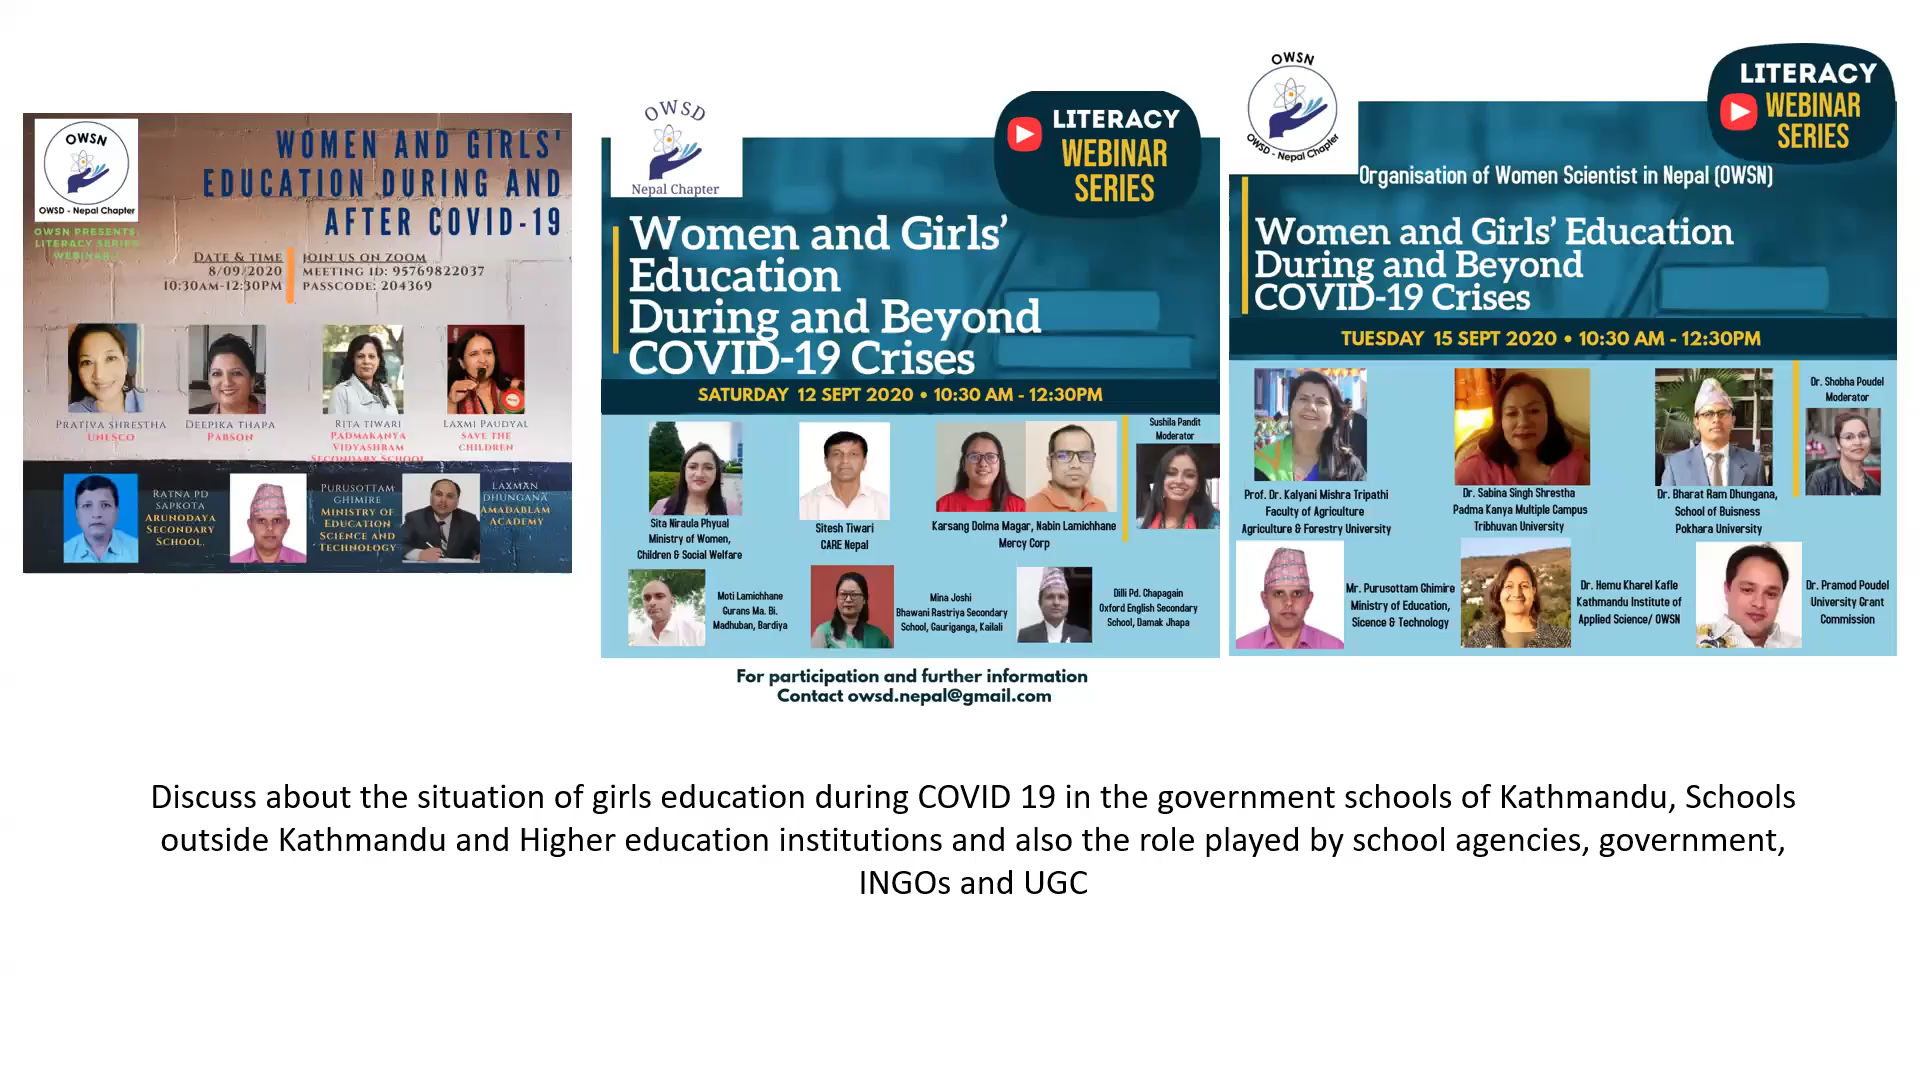 OWSN
OWSD - Nepal Chapter
OWSN PRESENTS:
LITERACY SERIES
WEBINAR
WOMEN AND GIRLS'
EDUCATION DURING AND
AFTER COVID-19
DATE & TIME
8/09/2020
10:30AM-12:30PM
JOIN US ON ZOOM
MEETING ID: 95769822037
PASSCODE: 204369
PRATIVA SHRESTHA
UNESCO
DEEPIKA THAPA
PABSON
RITA TIWARI
PADMAKANYA
VIDYASHRAM
SECONDARY SCHOOL
LAXMI PAUDYAL
SAVE THE
CHILDREN
RATNA PD
SAPKOTA
ARUNODAYA
SECONDARY
SCHOOL,
PURUSOTTAM
GHIMIRE
MINISTRY OF
EDUCATION
SCIENCE AND
TECHNOLOGY
LAXMAN
DHUNGANA
AMADABLAM
ACADEMY
OWSD
Nepal Chapter
LITERACY
WEBINAR
SERIES
Women and Girls'
Education
During and Beyond
COVID-19 Crises
SATURDAY 12 SEPT 2020 • 10:30 AM - 12:30PM
Sita Niraula Phyual
Ministry of Women,
Children & Social Welfare
Sitesh Tiwari
CARE Nepal
Karsang Dolma Magar, Nabin Lamichhane
Mercy Corp
Sushila Pandit
Moderator
Moti Lamichhane
Gurans Ma. Bi.
Madhuban, Bardiya
Mina Joshi
Bhawani Rastriya Secondary
School, Gauriganga, Kailali
Dilli Pd. Chapagain
Oxford English Secondary
School, Damak Jhapa
For participation and further information
Contact owsd.nepal@gmail.com
OWSN
OWSD - Nepal Chapter
LITERACY
WEBINAR
SERIES
Organisation of Women Scientist in Nepal (OWSN)
Women and Girls' Education
During and Beyond
COVID-19 Crises
TUESDAY 15 SEPT 2020 • 10:30 AM - 12:30PM
Prof. Dr. Kalyani Mishra Tripathi
Faculty of Agriculture
Agriculture & Forestry University
Dr. Sabina Singh Shrestha
Padma Kanya Multiple Campus
Tribhuvan University
Dr. Bharat Ram Dhungana,
School of Buisness
Pokhara University
Dr. Shobha Poudel
Moderator
Mr. Purusottam Ghimire
Ministry of Education,
Sicence & Technology
Dr. Hemu Kharel Kafle
Kathmandu Institute of
Applied Science/ OWSN
Dr. Pramod Poudel
University Grant
Commission
Discuss about the situation of girls education during COVID 19 in the government schools of Kathmandu, Schools
outside Kathmandu and Higher education institutions and also the role played by school agencies, government,
INGOs and UGC